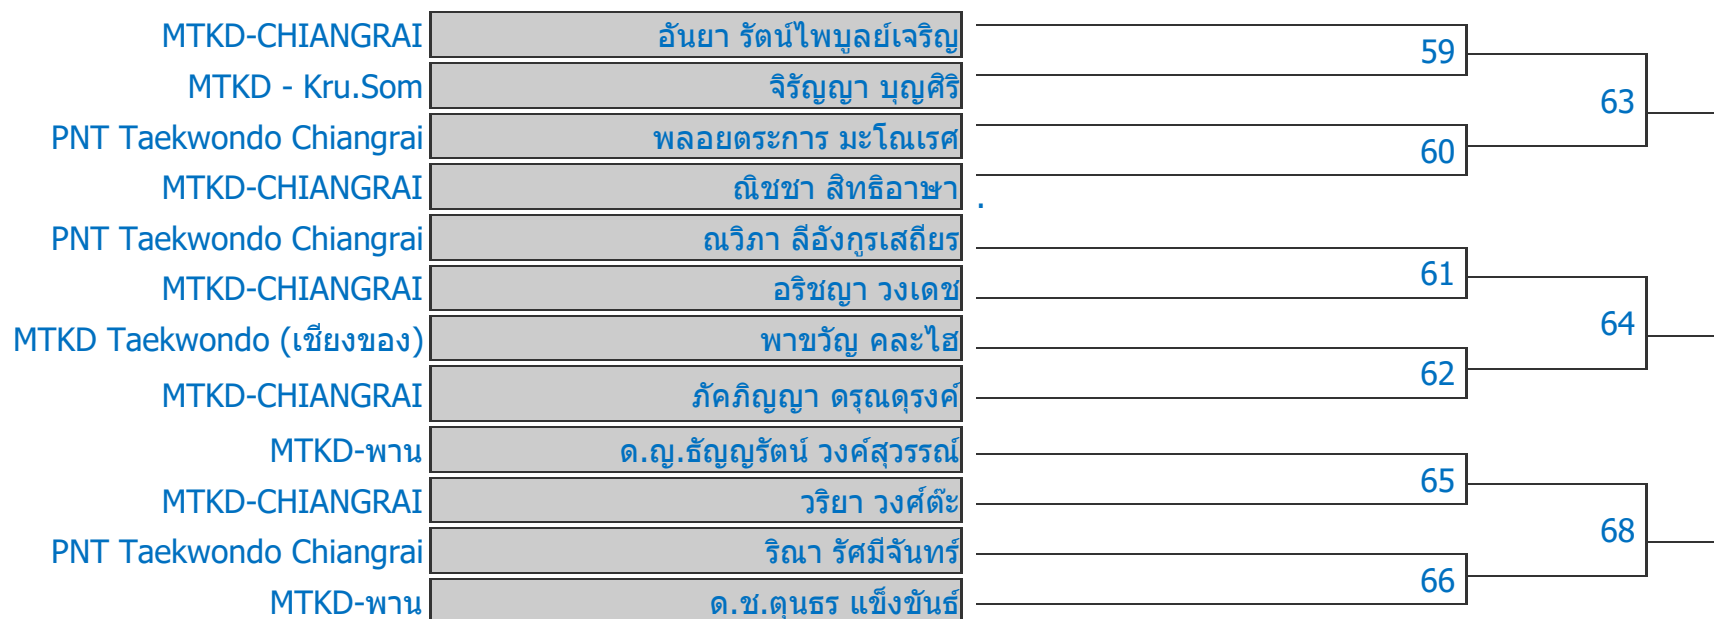 MTKD-CHIANGRAI อันยา รัตน์ไพบูลย์เจริญ
59
MTKD - Kru.Som จิรัญญา บุญศิริ
63
PNT Taekwondo Chiangrai พลอยตระการ มะโณเรศ
60
MTKD-CHIANGRAI ณิชชา สิทธิอาษา .
PNT Taekwondo Chiangrai ณวิภา ลีอังกูรเสถียร
61
MTKD-CHIANGRAI อริชญา วงเดช
64
MTKD Taekwondo (เชียงของ) พาขวัญ คละไฮ
62
MTKD-CHIANGRAI ภัคภิญญา ดรุณดุรงค์
MTKD-พาน ด.ญ.ธัญญรัตน์ วงค์สุวรรณ์
65
MTKD-CHIANGRAI วริยา วงศ์ต๊ะ
68
PNT Taekwondo Chiangrai ริณา รัศมีจันทร์
66
MTKD-พาน ด.ช.ตุนธร แข็งขันธ์